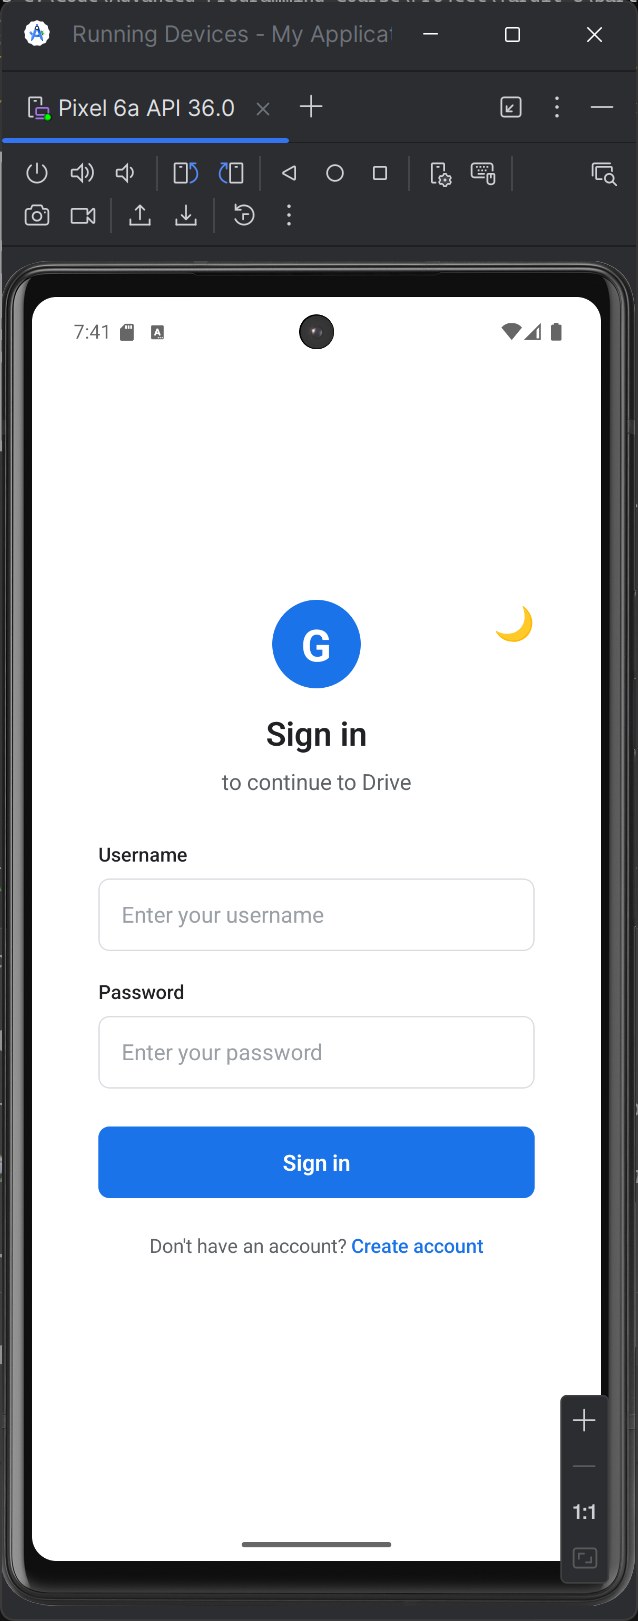 Running Devices - My Applicat
Pixel 6a API 36.0
7:41
G
Sign in
to continue to Drive
Username
Enter your username
Password
Enter your password
Sign in
Don't have an account? Create account
1:1